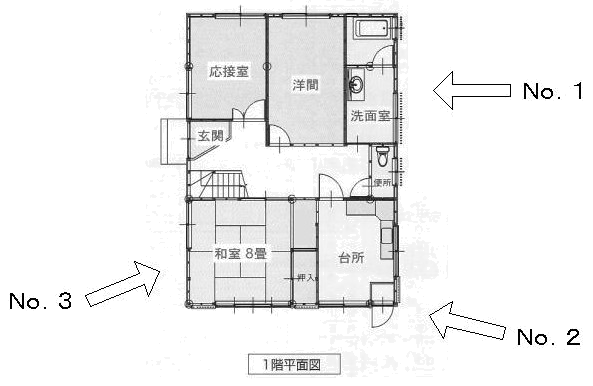 応接室
洋間
洗面室
No. 1
玄関
便所
和室 8畳
台所
押入
No. 3
No. 2
1階平面図